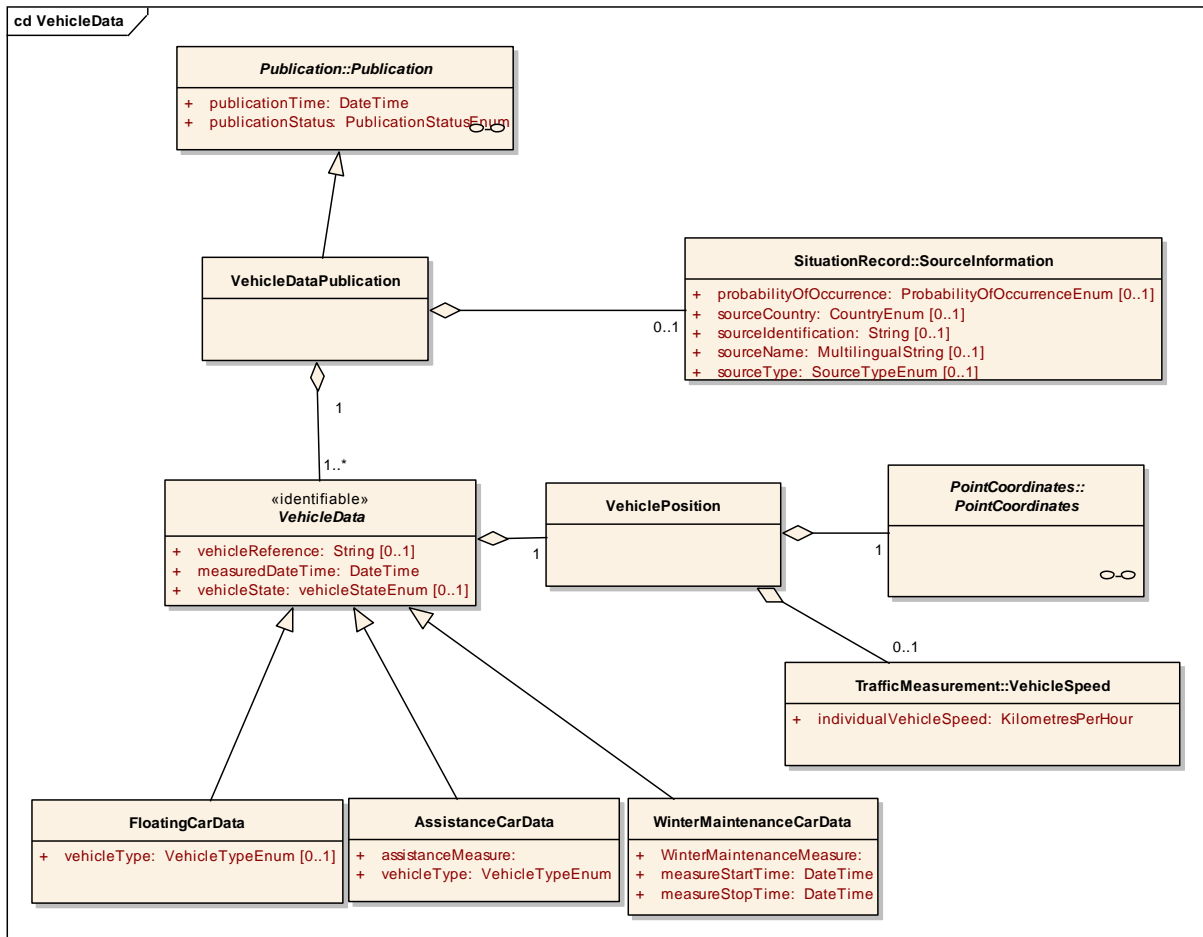 cd VehicleData
Publication::Publication
+ publicationTime: DateTime
+ publicationStatus: PublicationStatusEnum
VehicleDataPublication
SituationRecord::SourceInformation
+ probabilityOfOccurrence: ProbabilityOfOccurrenceEnum [0..1]
+ sourceCountry: CountryEnum [0..1]
+ sourceIdentification: String [0..1]
+ sourceName: MultilingualString [0..1]
+ sourceType: SourceTypeEnum [0..1]
0..1
1
1..*
«identifiable»
VehicleData
+ vehicleReference: String [0..1]
+ measuredDateTime: DateTime
+ vehicleState: vehicleStateEnum [0..1]
1
VehiclePosition
1
PointCoordinates::
PointCoordinates
0..1
TrafficMeasurement::VehicleSpeed
+ individualVehicleSpeed: KilometresPerHour
FloatingCarData
+ vehicleType: VehicleTypeEnum [0..1]
AssistanceCarData
+ assistanceMeasure:
+ vehicleType: VehicleTypeEnum
WinterMaintenanceCarData
+ WinterMaintenanceMeasure:
+ measureStartTime: DateTime
+ measureStopTime: DateTime